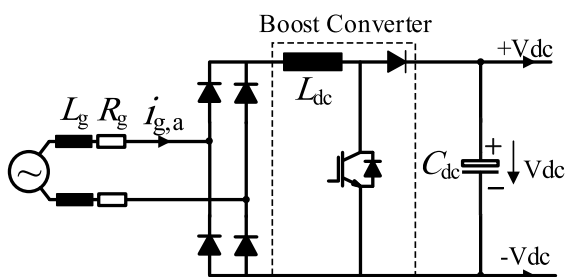 Boost Converter
+Vdc
Ldc
Lg Rg ig,a
Cdc
+
Vdc
−
-Vdc